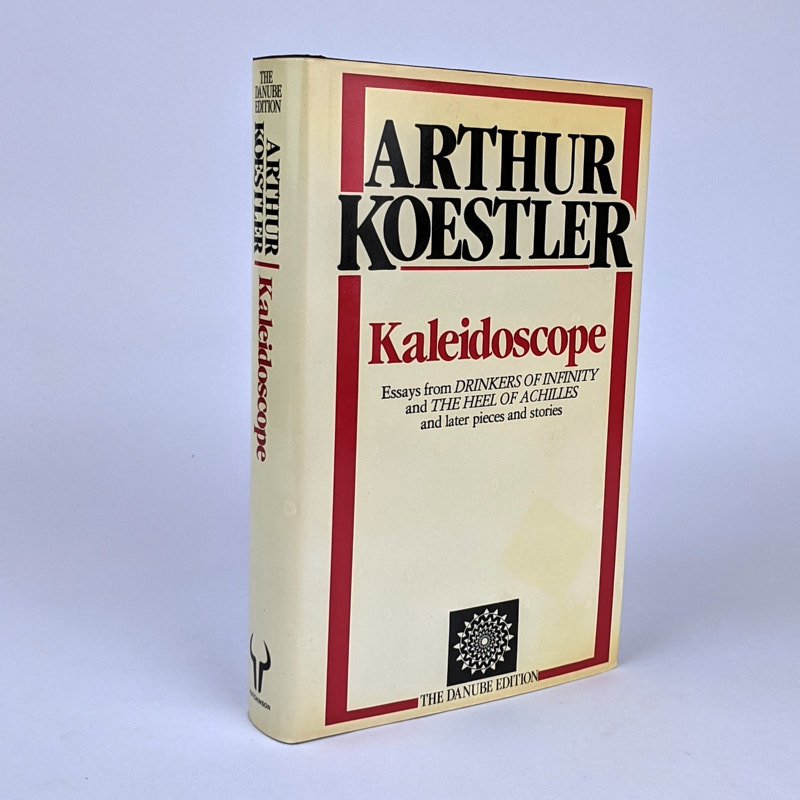 THE
DANUBE
EDITION
ARTHUR
KOESTLER
Kaleidoscope
ARTHUR
KOESTLER
Kaleidoscope
Essays from DRINKERS OF INFINITY
and THE HEEL OF ACHILLES
and later pieces and stories
THE DANUBE EDITION